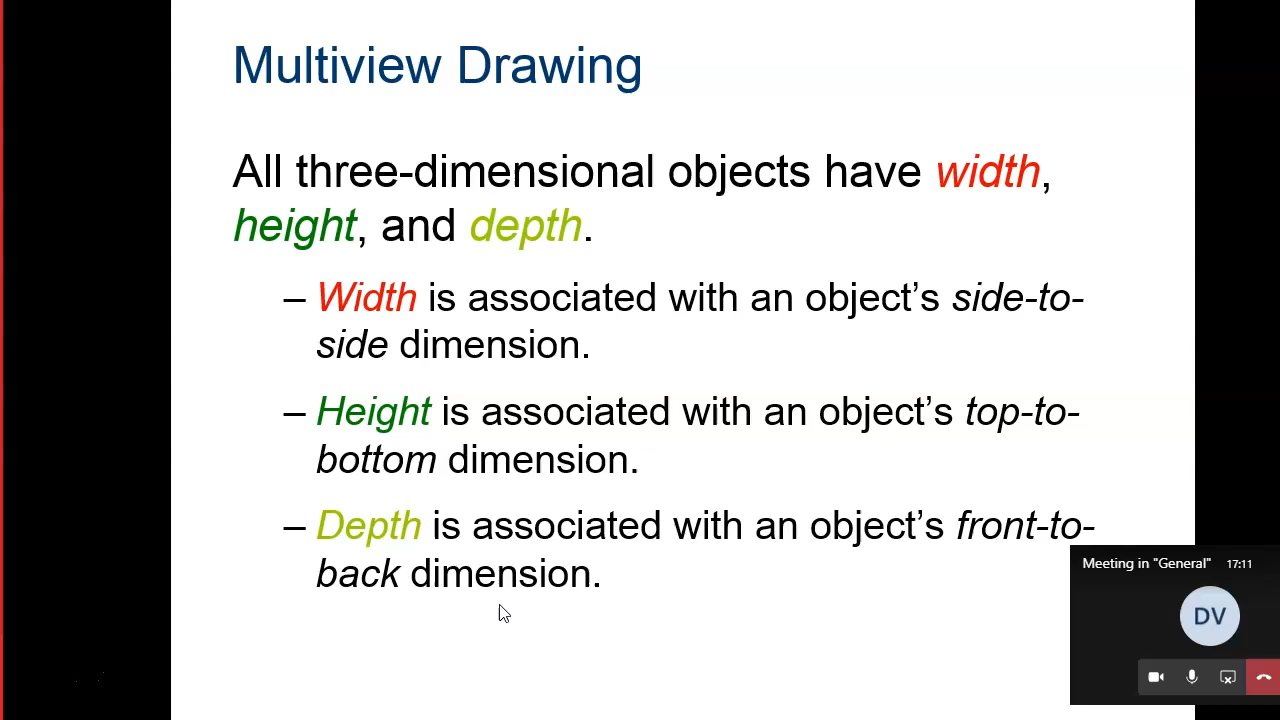 Multiview Drawing
All three-dimensional objects have width,
height, and depth.
– Width is associated with an object’s side-to-
side dimension.
– Height is associated with an object’s top-to-
bottom dimension.
– Depth is associated with an object’s front-to-
back dimension.
Meeting in "General" 17:11
DV